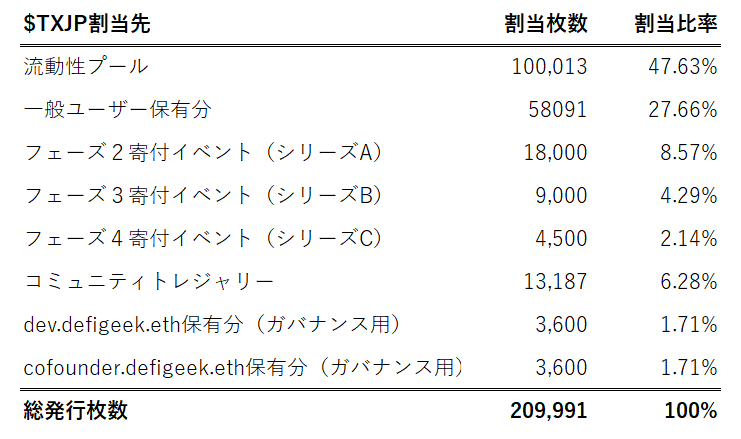 $TXJP割当先 割当枚数 割当比率
流動性プール 100,013 47.63%
一般ユーザー保有分 58091 27.66%
フェーズ２寄付イベント（シリーズA） 18,000 8.57%
フェーズ３寄付イベント（シリーズB） 9,000 4.29%
フェーズ４寄付イベント（シリーズC） 4,500 2.14%
コミュニティトレジャリー 13,187 6.28%
dev.defigeek.eth保有分（ガバナンス用） 3,600 1.71%
cofounder.defigeek.eth保有分（ガバナンス用） 3,600 1.71%
総発行枚数 209,991 100%